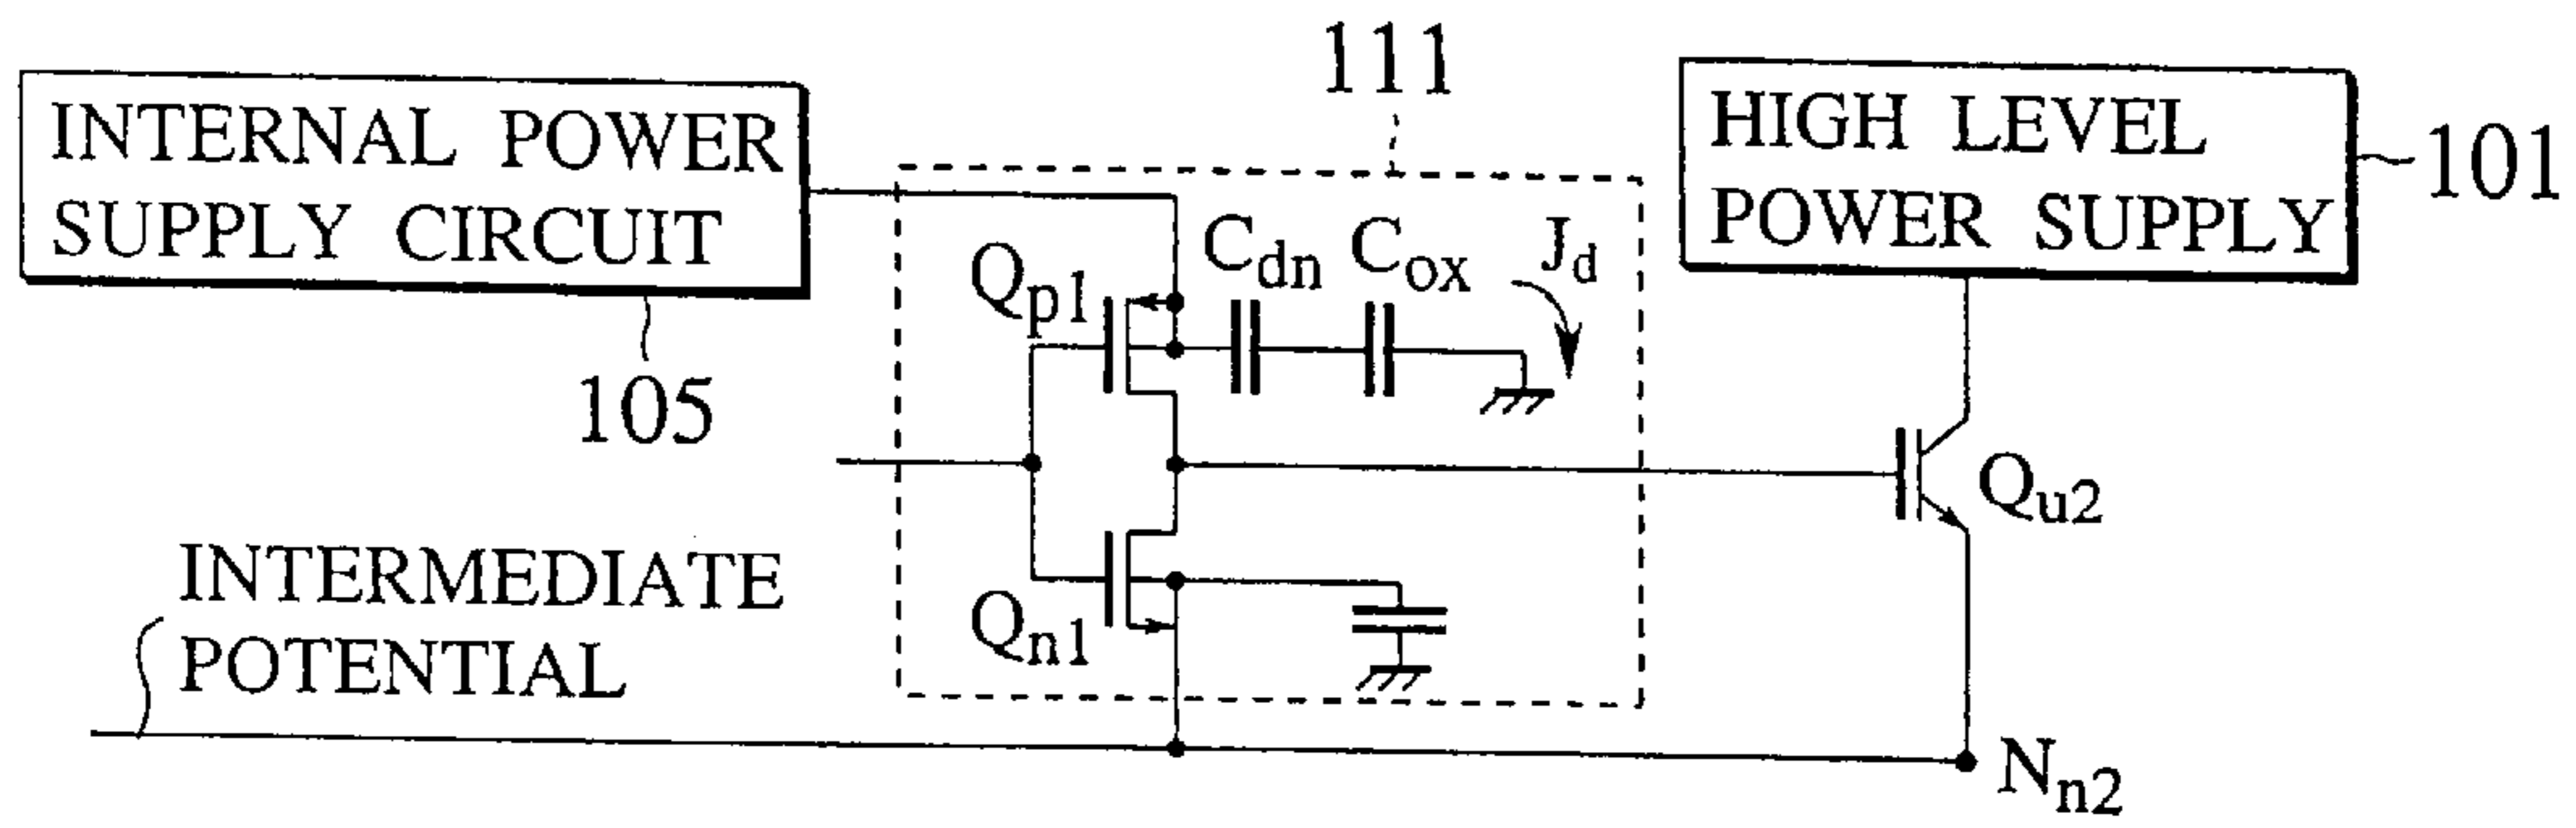 111
INTERNAL POWER
SUPPLY CIRCUIT
105
HIGH LEVEL
POWER SUPPLY
101
Qp1
Cdn
Cox
Jd
Qu2
Qn1
INTERMEDIATE
POTENTIAL
Nn2